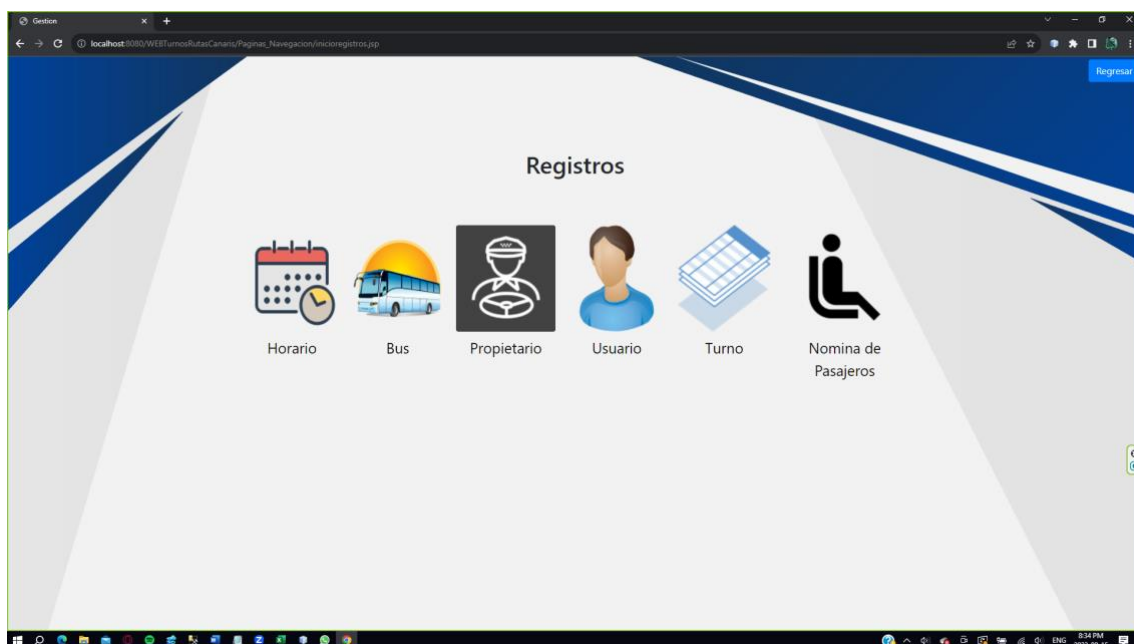 Gestion
localhost:8080/WEBTurnosRutasCanaris/Paginas_Navegacion/inicioregistros.jsp
Regresar
Registros
Horario
Bus
Propietario
Usuario
Turno
Nomina de
Pasajeros
ENG
8:34 PM